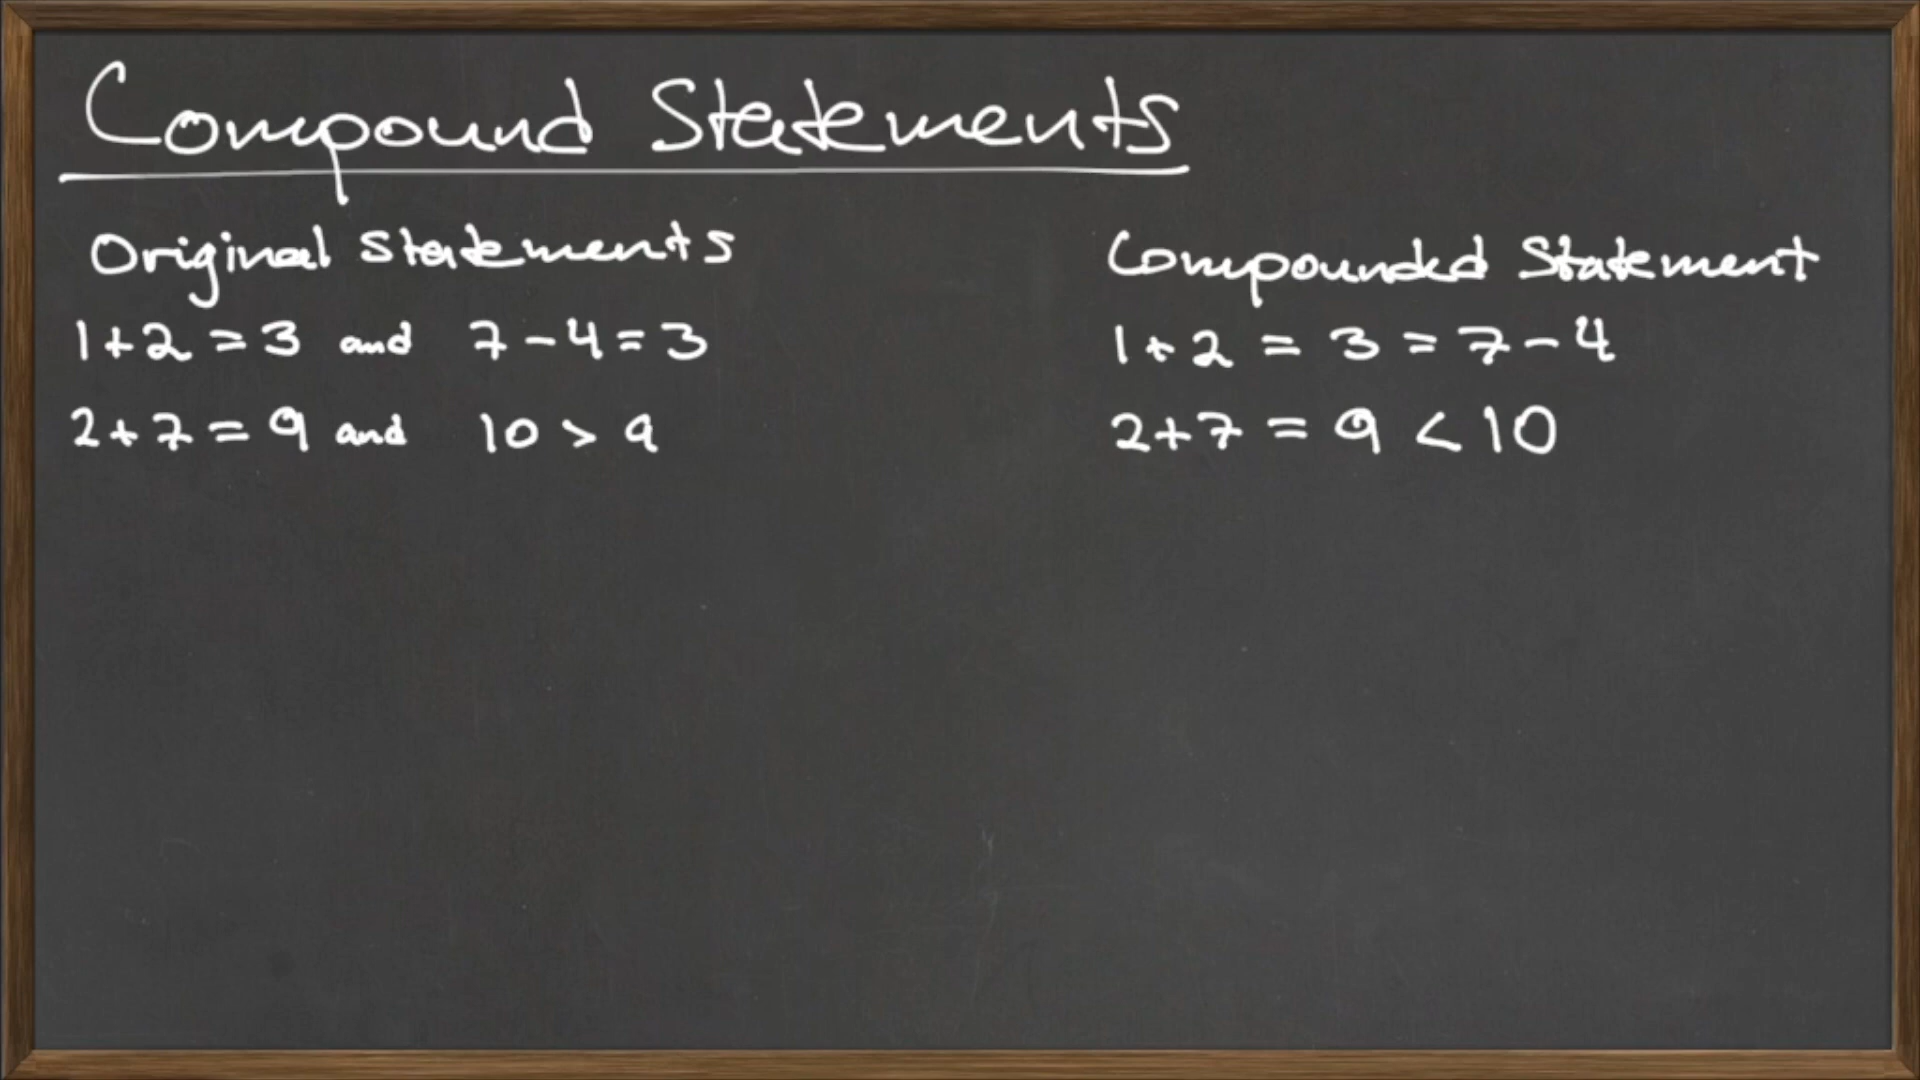 Compound Statements
Original Statements
Compounded Statement
1+2 = 3 and 7-4=3
1+2 = 3 = 7-4
2+7 = 9 and 10 > 9
2+7 = 9 < 10